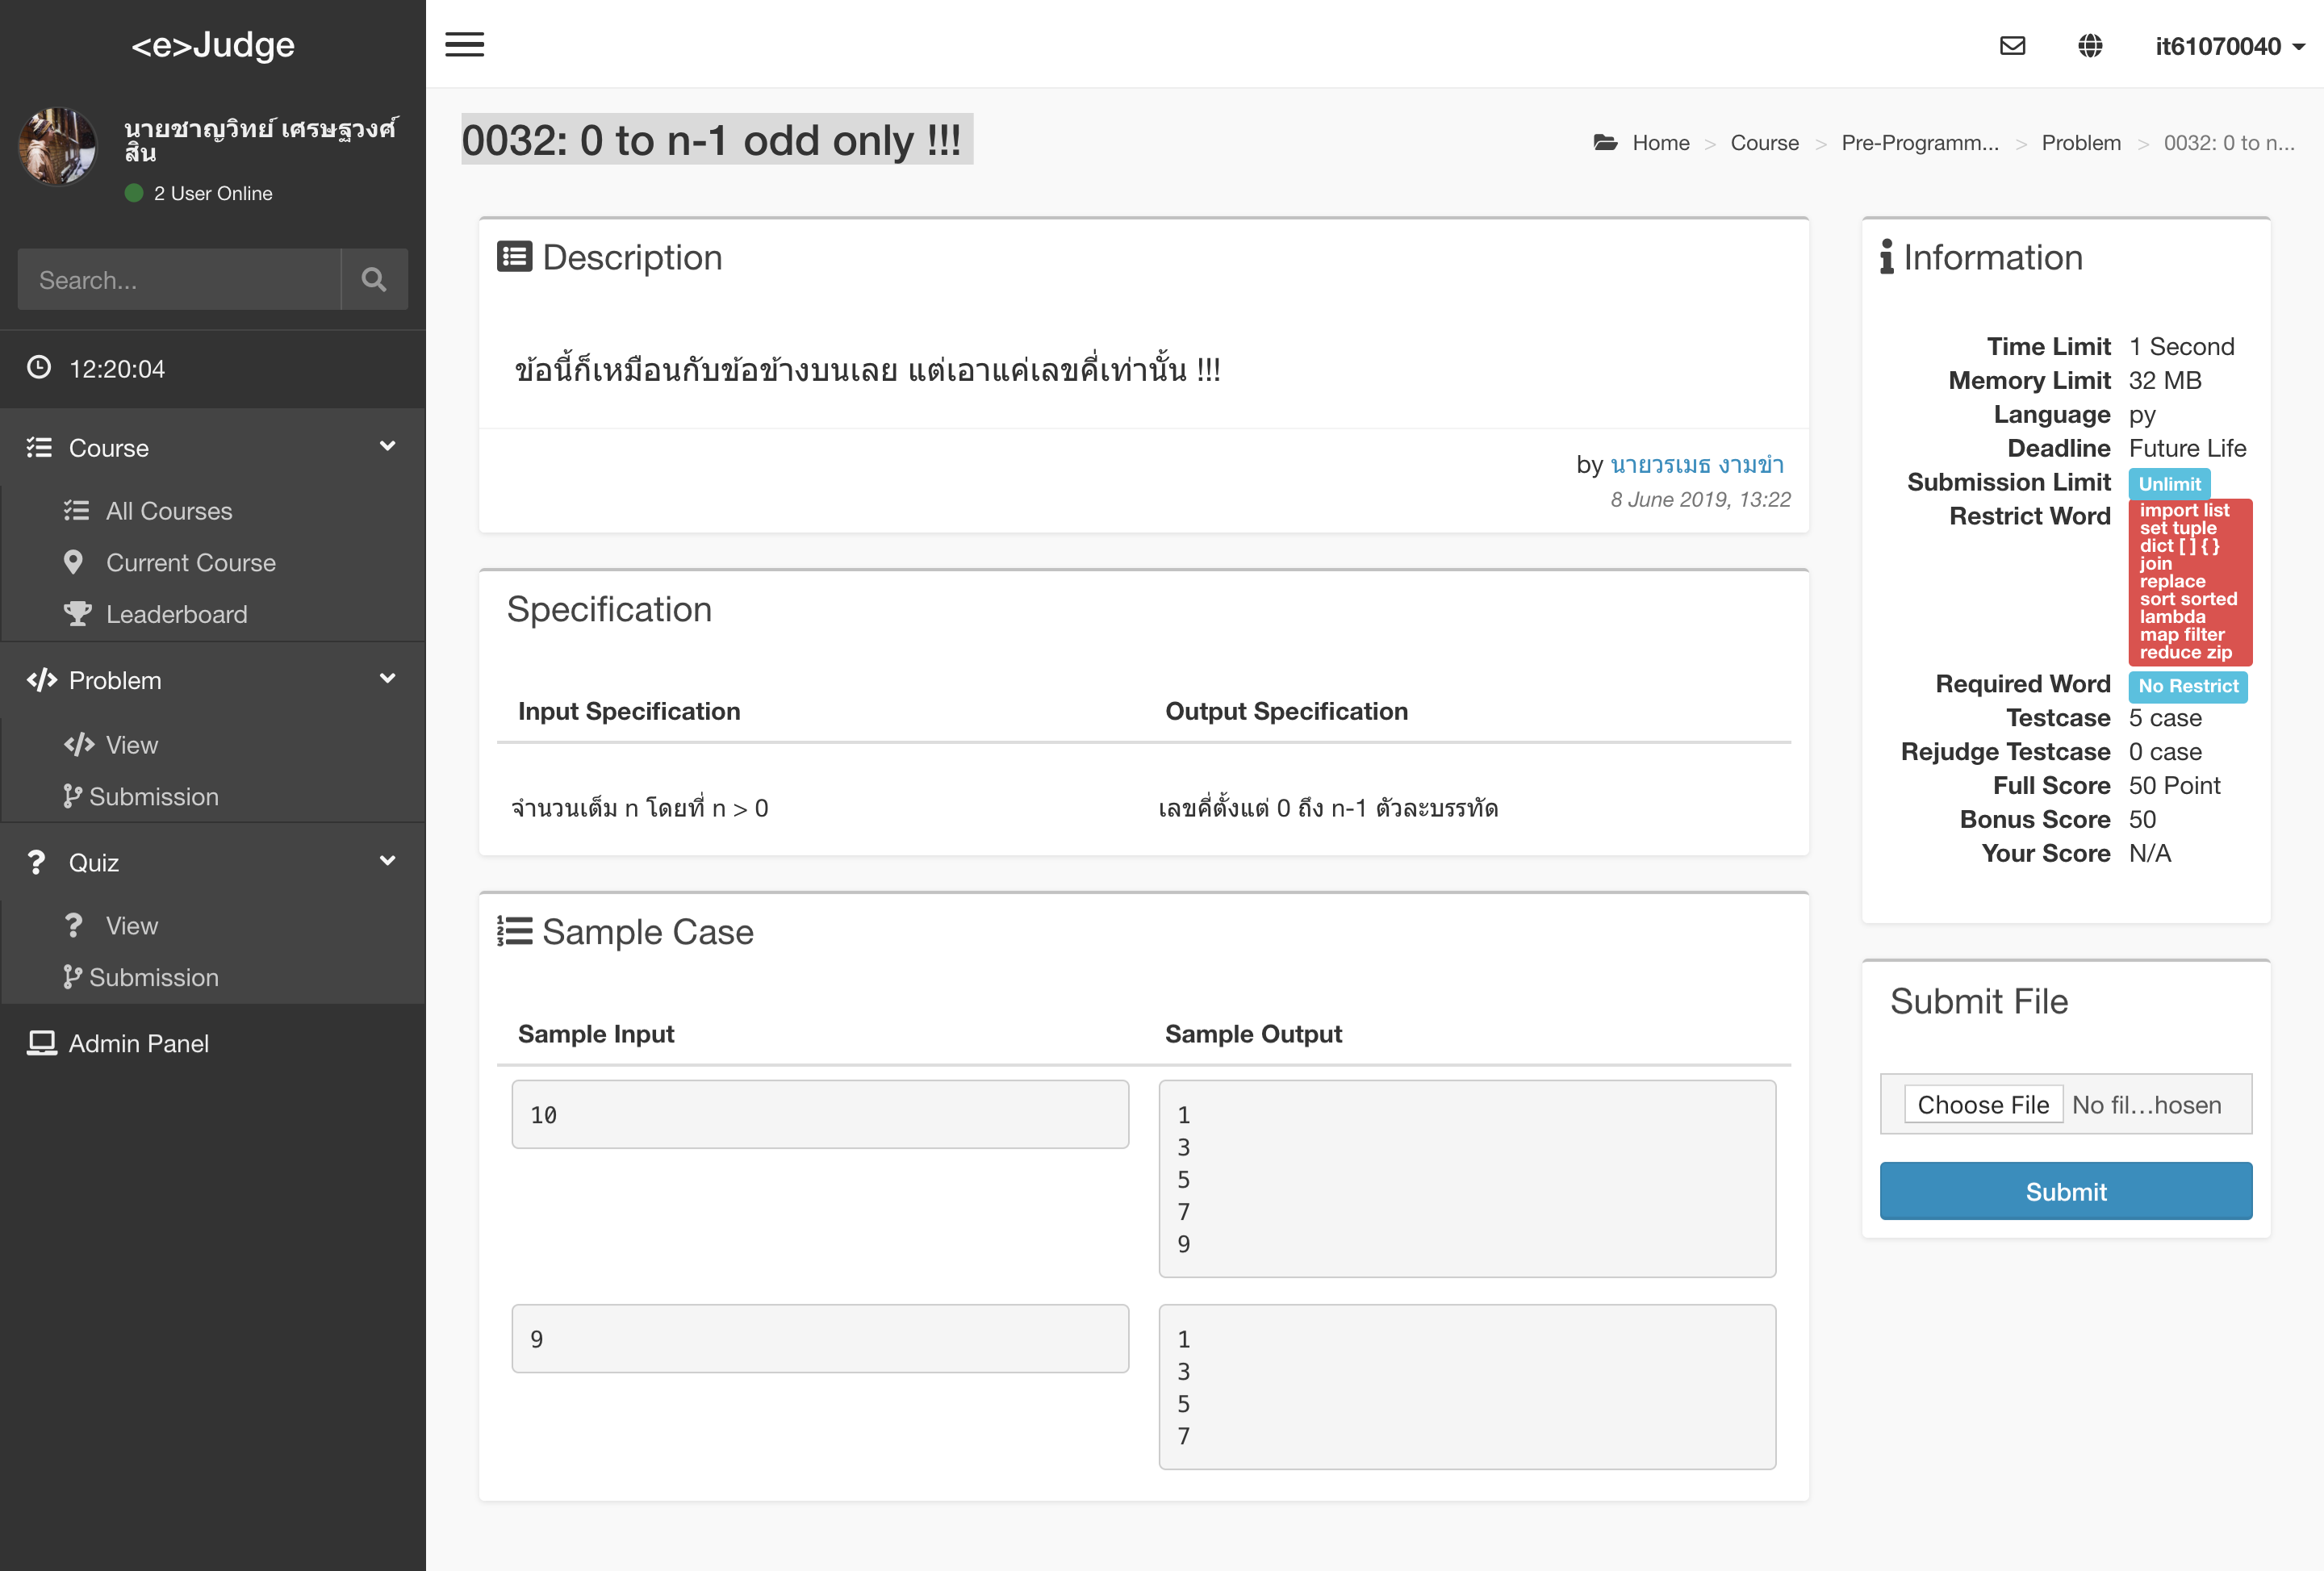 <e>Judge
นายชาญวิทย์ เศรษฐวงศ์
สิน
2 User Online
Search...
12:20:04
Course
All Courses
Current Course
Leaderboard
Problem
View
Submission
Quiz
View
Submission
Admin Panel
it61070040
0032: 0 to n-1 odd only !!!
Home > Course > Pre-Programm... > Problem > 0032: 0 to n...
Description
ข้อนี้ก็เหมือนกับข้อข้างบนเลย แต่เอาแค่เลขคี่เท่านั้น !!!
by นายวรเมธ งามขำ
8 June 2019, 13:22
Specification
Input Specification
Output Specification
จำนวนเต็ม n โดยที่ n > 0
เลขคี่ตั้งแต่ 0 ถึง n-1 ตัวละบรรทัด
Sample Case
Sample Input
Sample Output
10
1
3
5
7
9
9
1
3
5
7
Information
Time Limit 1 Second
Memory Limit 32 MB
Language py
Deadline Future Life
Submission Limit Unlimit
Restrict Word import list
set tuple
dict [ ] { }
join
replace
sort sorted
lambda
map filter
reduce zip
Required Word No Restrict
Testcase 5 case
Rejudge Testcase 0 case
Full Score 50 Point
Bonus Score 50
Your Score N/A
Submit File
Choose File No fil...hosen
Submit